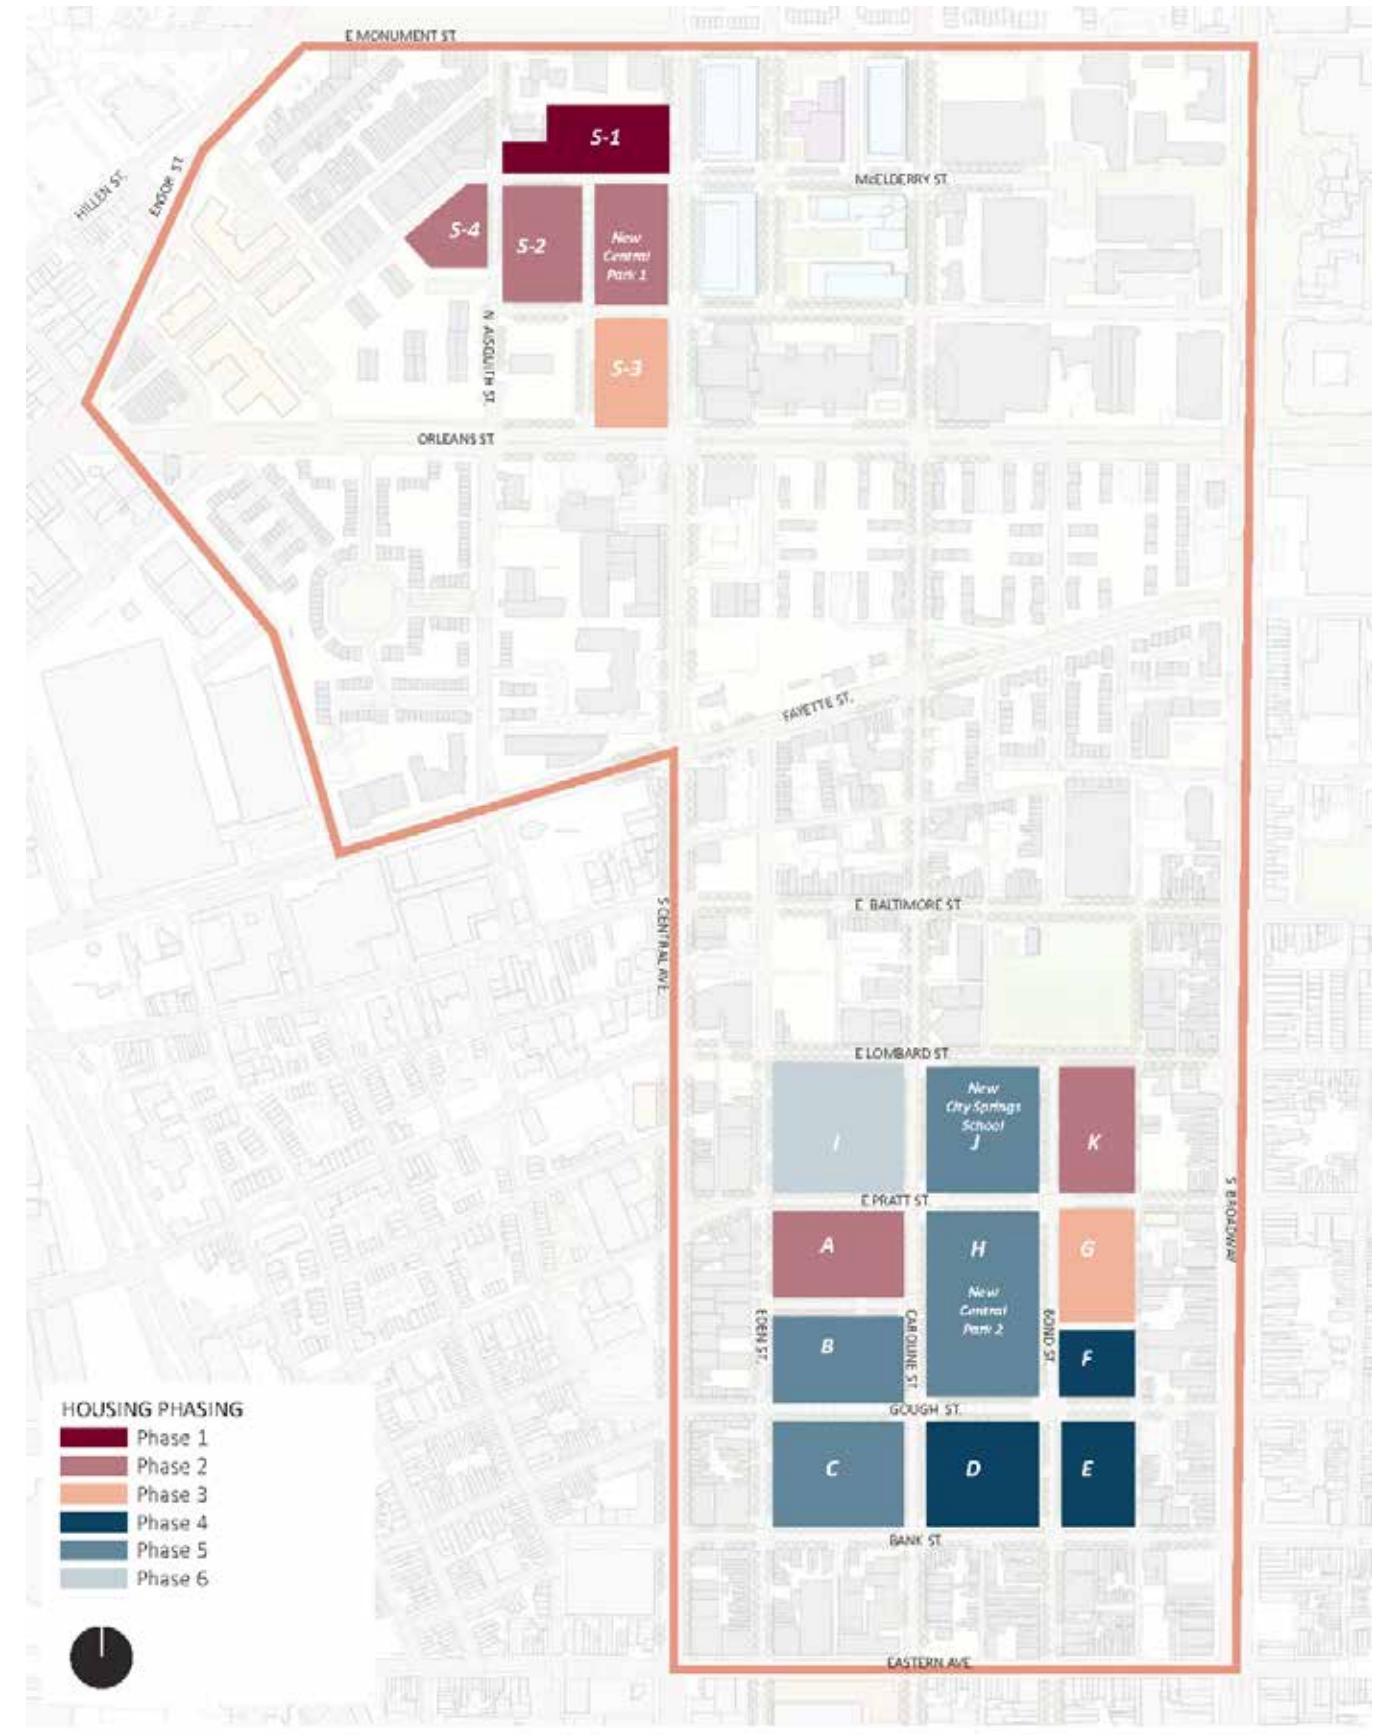 E MONUMENT ST.
S-1
HILLEN ST.
ENSOR ST.
McELDERRY ST.
S-4
S-2
New
Central
Park 1
N AISQUITH ST.
S-3
ORLEANS ST.
FAYETTE ST.
E BALTIMORE ST.
S CENTRAL AVE.
E LOMBARD ST.
I
New
City Springs
School
J
K
E PRATT ST.
S BROADWAY
A
H
G
New
Central
Park 2
EDEN ST.
CAROLINE ST.
BOND ST.
B
F
GOUGH ST.
C
D
E
BANK ST.
EASTERN AVE.
HOUSING PHASING
Phase 1
Phase 2
Phase 3
Phase 4
Phase 5
Phase 6